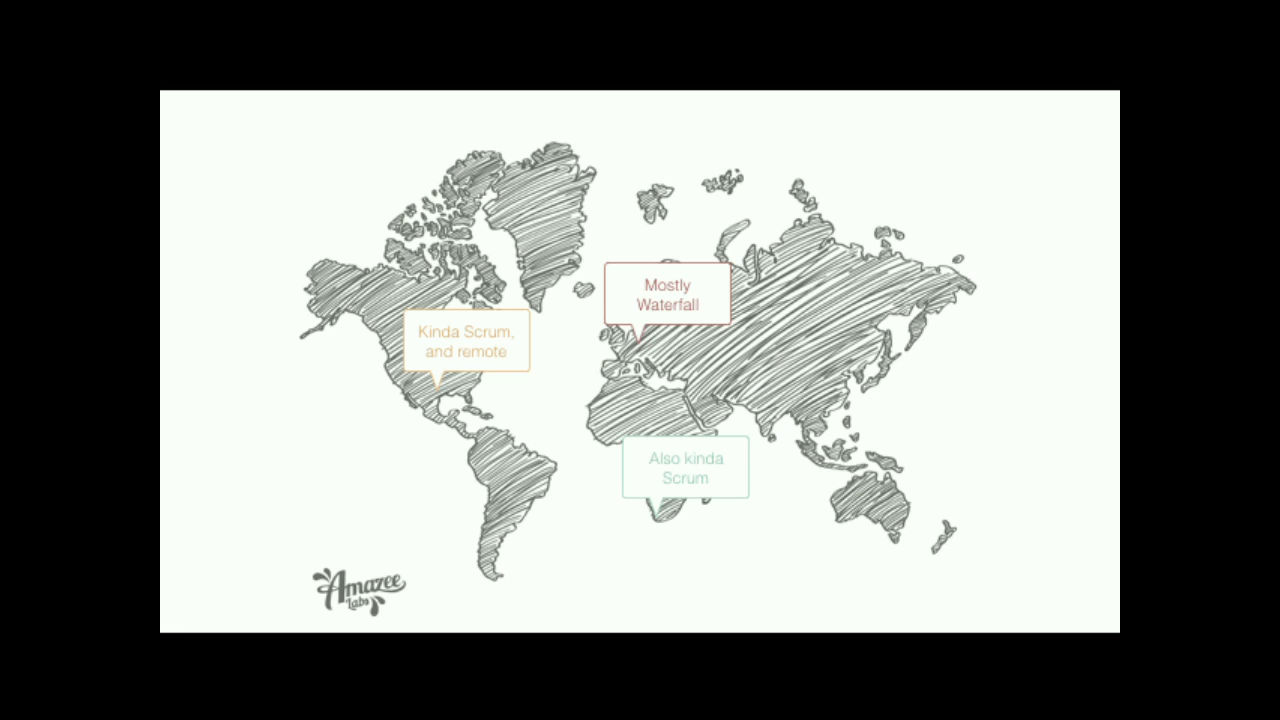 Mostly
Waterfall
Kinda Scrum,
and remote
Also kinda
Scrum
Amazee
Labs